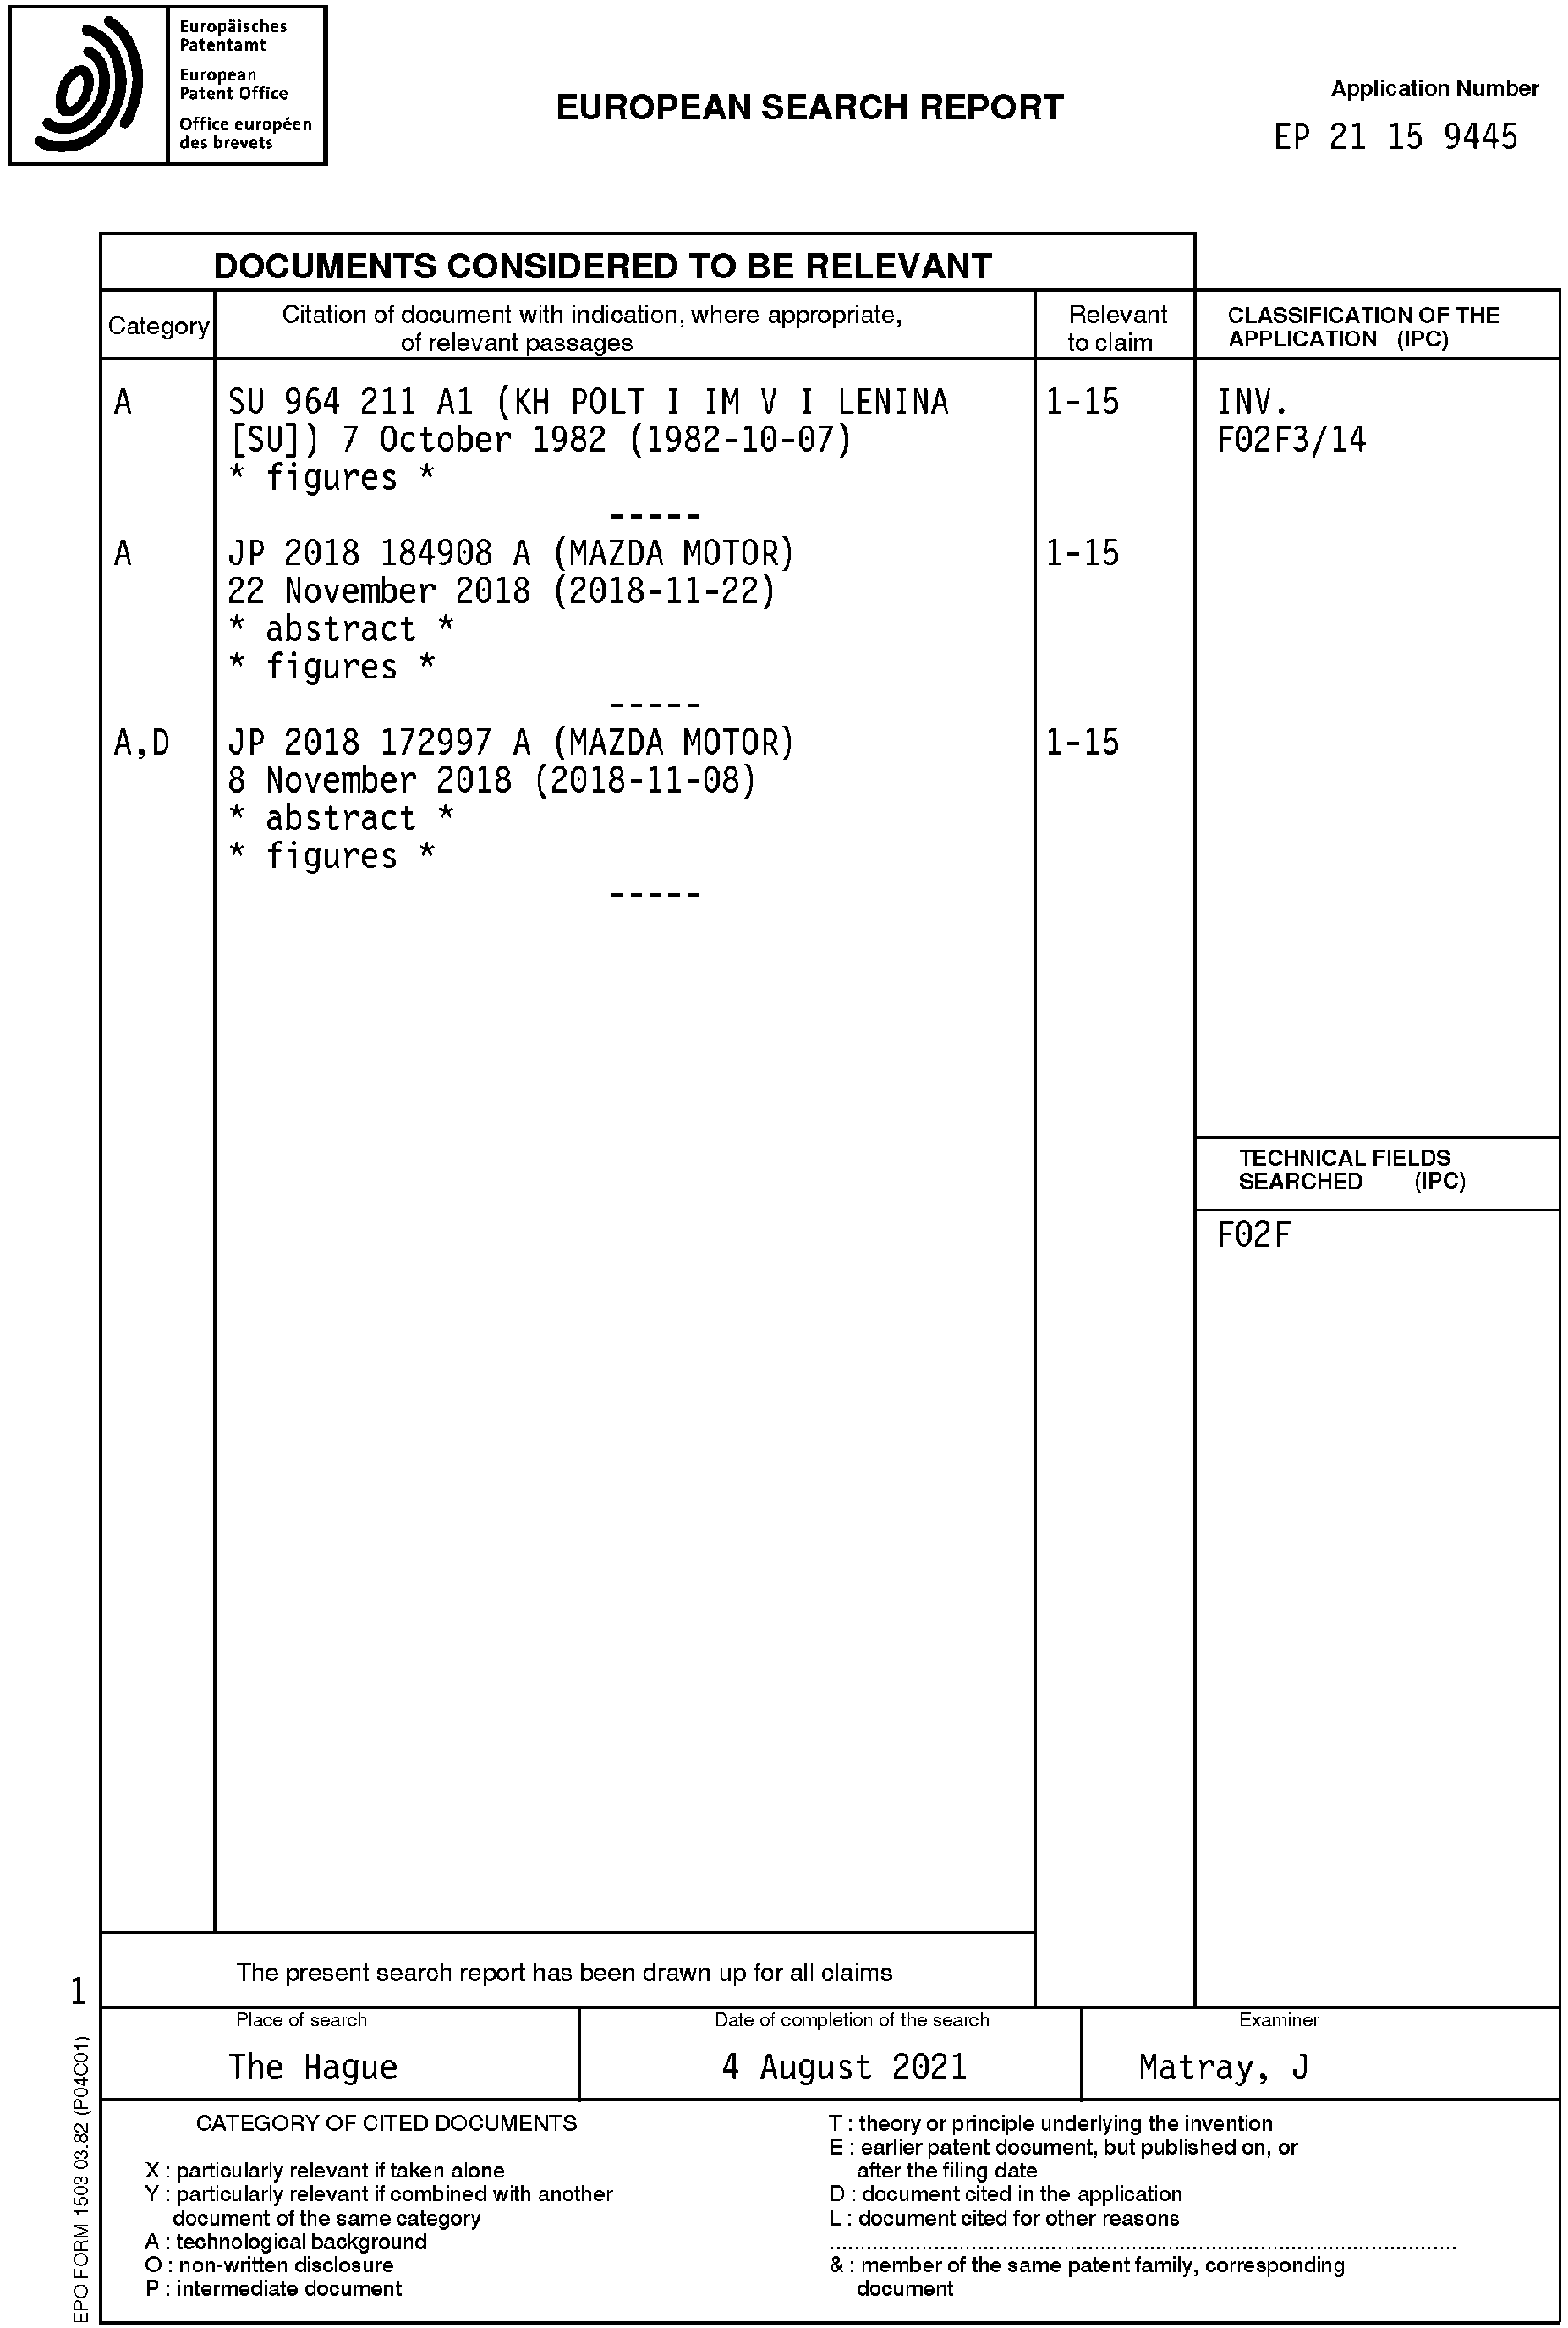 Europäisches
Patentamt
European
Patent Office
Office européen
des brevets
EUROPEAN SEARCH REPORT
Application Number
EP 21 15 9445
DOCUMENTS CONSIDERED TO BE RELEVANT
Category
Citation of document with indication, where appropriate,
of relevant passages
Relevant
to claim
CLASSIFICATION OF THE
APPLICATION (IPC)
A
SU 964 211 A1 (KH POLT I IM V I LENINA
[SU]) 7 October 1982 (1982-10-07)
* figures *
-----
1-15
INV.
F02F3/14
A
JP 2018 184908 A (MAZDA MOTOR)
22 November 2018 (2018-11-22)
* abstract *
* figures *
-----
1-15
A,D
JP 2018 172997 A (MAZDA MOTOR)
8 November 2018 (2018-11-08)
* abstract *
* figures *
-----
1-15
TECHNICAL FIELDS
SEARCHED (IPC)
F02F
The present search report has been drawn up for all claims
1
Place of search
The Hague
Date of completion of the search
4 August 2021
Examiner
Matray, J
CATEGORY OF CITED DOCUMENTS
X : particularly relevant if taken alone
Y : particularly relevant if combined with another
document of the same category
A : technological background
O : non-written disclosure
P : intermediate document
T : theory or principle underlying the invention
E : earlier patent document, but published on, or
after the filing date
D : document cited in the application
L : document cited for other reasons
& : member of the same patent family, corresponding
document
EPO FORM 1503 03.82 (P04C01)